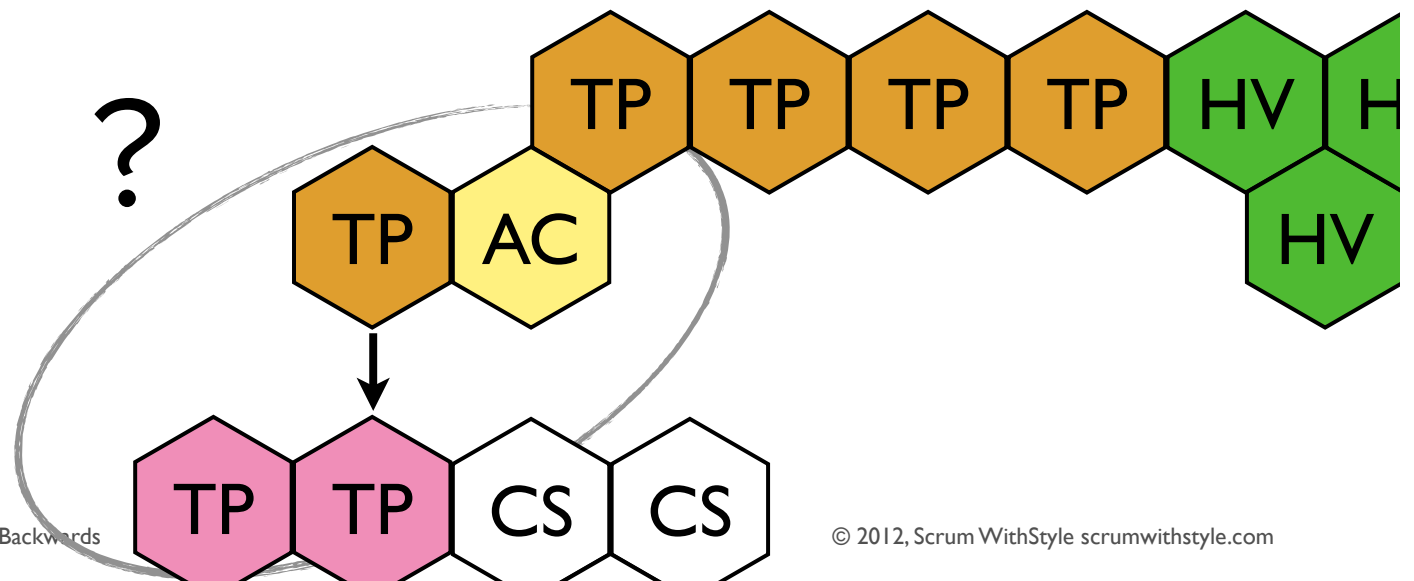 ?
TP TP TP TP HV H
TP AC HV
TP TP CS CS
Backwards © 2012, Scrum WithStyle scrumwithstyle.com